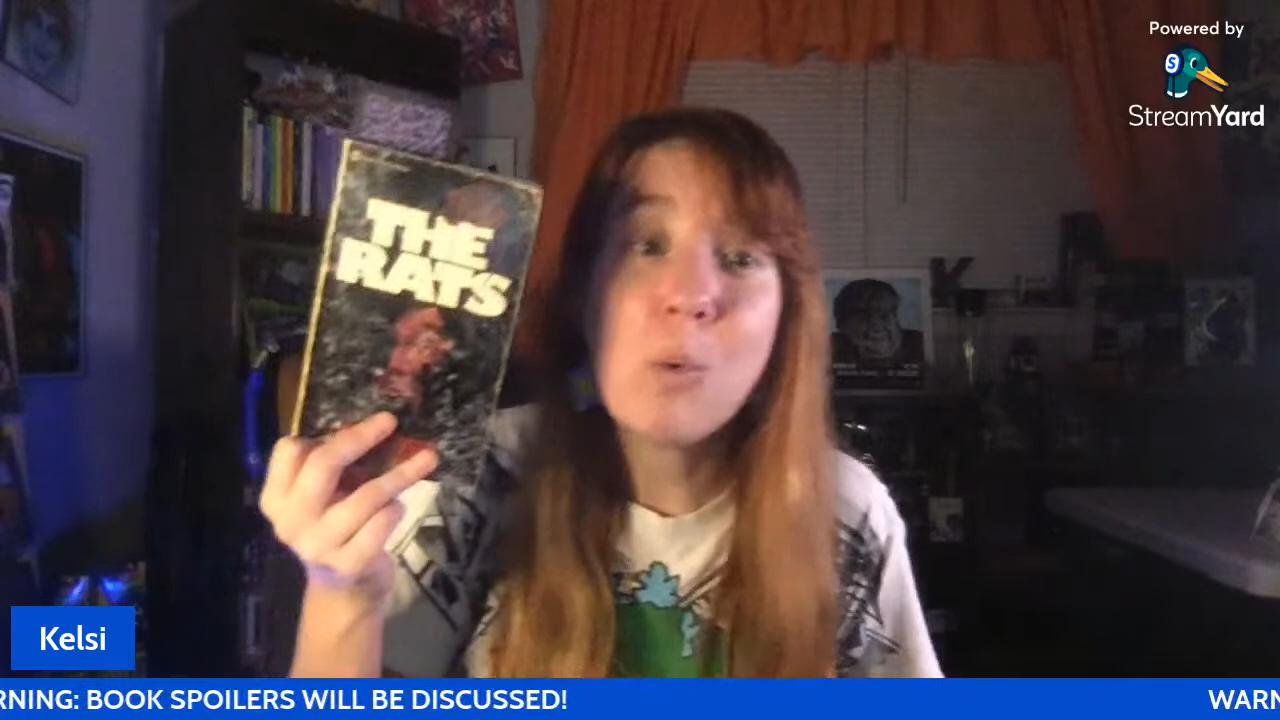 Powered by
StreamYard
THE
RATS
K
Kelsi
RNING: BOOK SPOILERS WILL BE DISCUSSED!
WARN